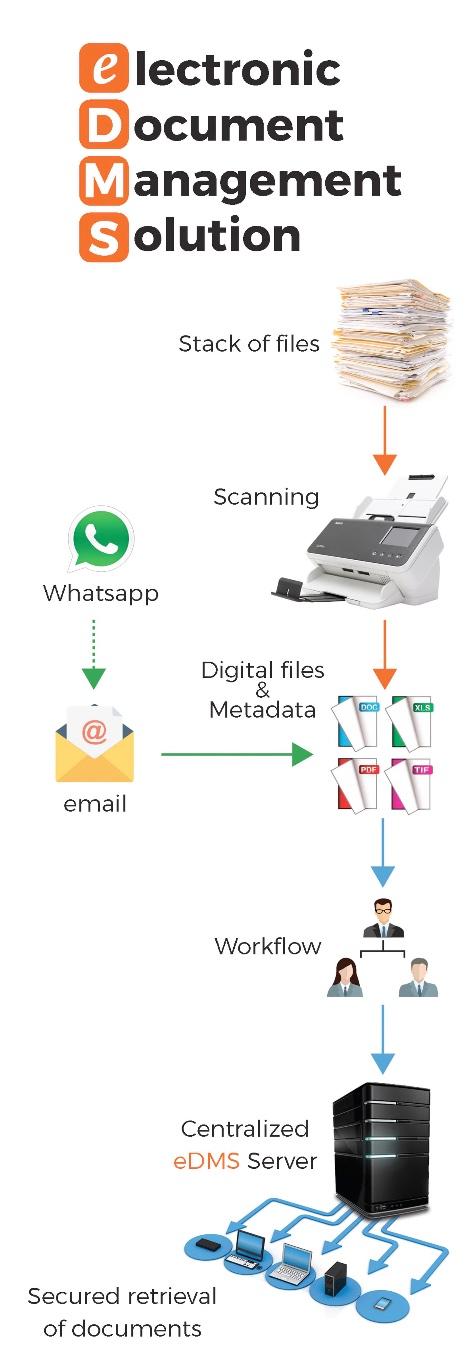 electronic
Document
Management
Solution
Stack of files
Scanning
Whatsapp
Digital files
&
Metadata
DOC
XLS
PDF
TIF
@
email
Workflow
Centralized
eDMS Server
Secured retrieval
of documents